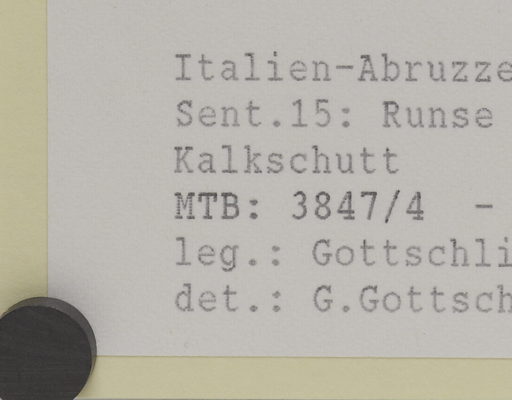 Italien-Abruzze
Sent.15: Runse
Kalkschutt
MTB: 3847/4 -
leg.: Gottschli
det.: G.Gottsch